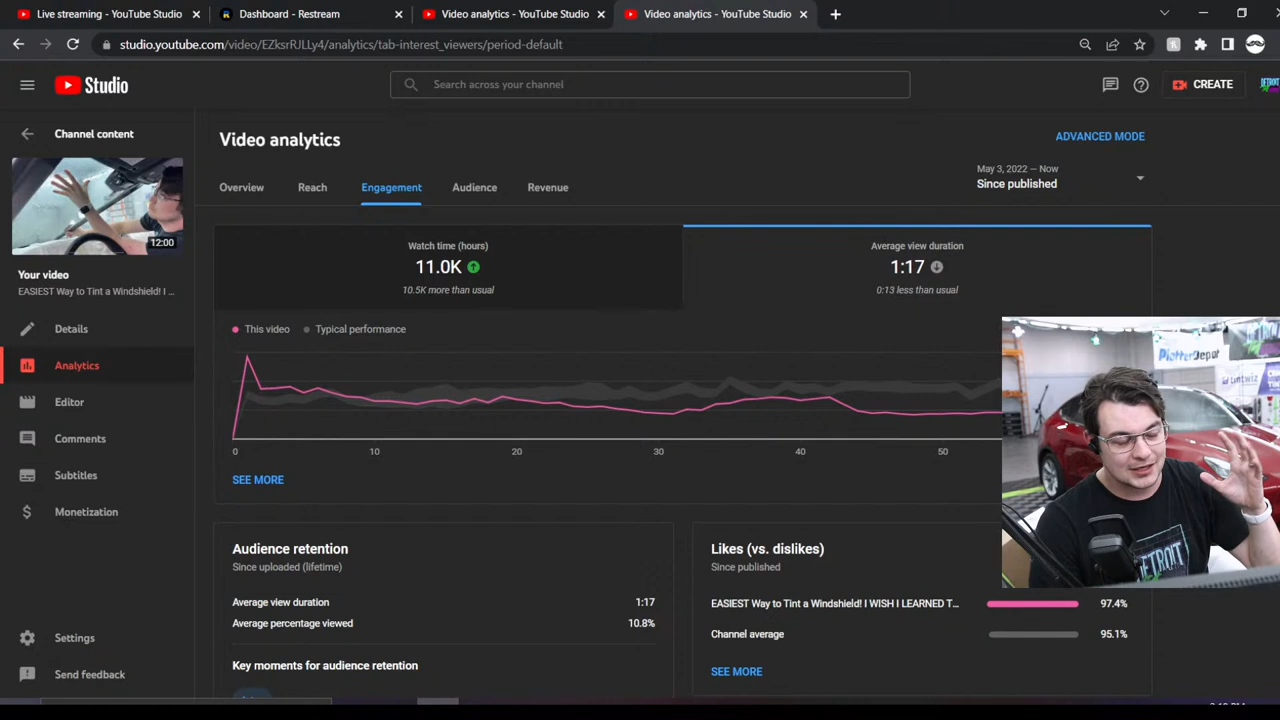 Live streaming - YouTube Studio
Dashboard - Restream
Video analytics - YouTube Studio
Video analytics - YouTube Studio
studio.youtube.com/video/EZksrRJLLy4/analytics/tab-interest_viewers/period-default
Studio
Search across your channel
CREATE
Channel content
12:00
Your video
EASIEST Way to Tint a Windshield! I ...
Details
Analytics
Editor
Comments
Subtitles
Monetization
Settings
Send feedback
Video analytics
ADVANCED MODE
May 3, 2022 — Now
Since published
Overview
Reach
Engagement
Audience
Revenue
Watch time (hours)
11.0K
10.5K more than usual
Average view duration
1:17
0:13 less than usual
This video
Typical performance
0 10 20 30 40 50
SEE MORE
Audience retention
Since uploaded (lifetime)
Average view duration 1:17
Average percentage viewed 10.8%
Key moments for audience retention
Likes (vs. dislikes)
Since published
EASIEST Way to Tint a Windshield! I WISH I LEARNED T... 97.4%
Channel average 95.1%
SEE MORE
PlotterDepot
tintwiz
DETROIT